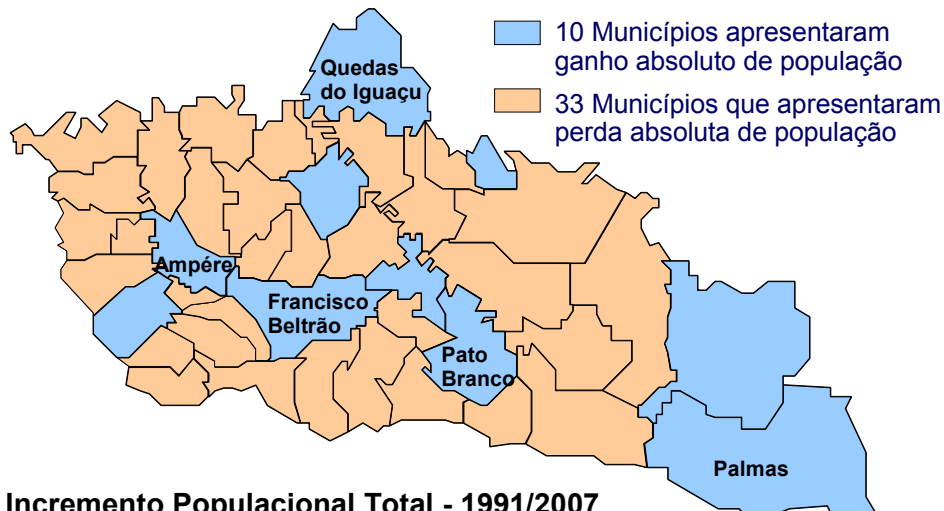 10 Municípios apresentaram
ganho absoluto de população
33 Municípios que apresentaram
perda absoluta de população
Quedas
do Iguaçu
Ampére
Francisco
Beltrão
Pato
Branco
Palmas
Incremento Populacional Total - 1991/2007